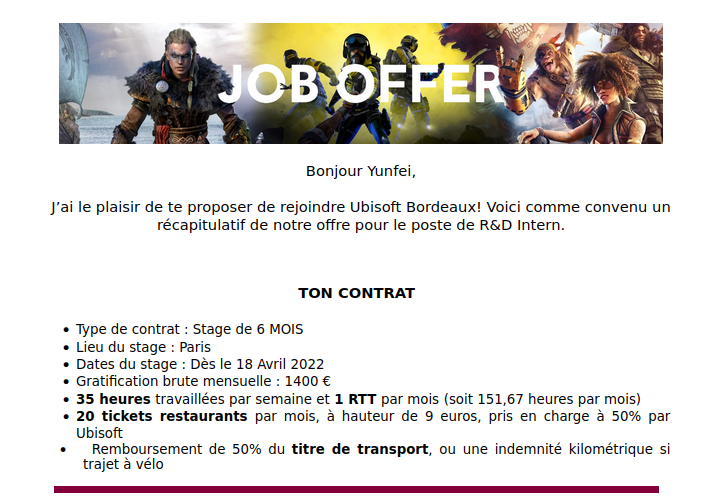 JOB OFFER
Bonjour Yunfei,
J’ai le plaisir de te proposer de rejoindre Ubisoft Bordeaux! Voici comme convenu un
récapitulatif de notre offre pour le poste de R&D Intern.
TON CONTRAT
• Type de contrat : Stage de 6 MOIS
• Lieu du stage : Paris
• Dates du stage : Dès le 18 Avril 2022
• Gratification brute mensuelle : 1400 €
• 35 heures travaillées par semaine et 1 RTT par mois (soit 151,67 heures par mois)
• 20 tickets restaurants par mois, à hauteur de 9 euros, pris en charge à 50% par
Ubisoft
• Remboursement de 50% du titre de transport, ou une indemnité kilométrique si
trajet à vélo